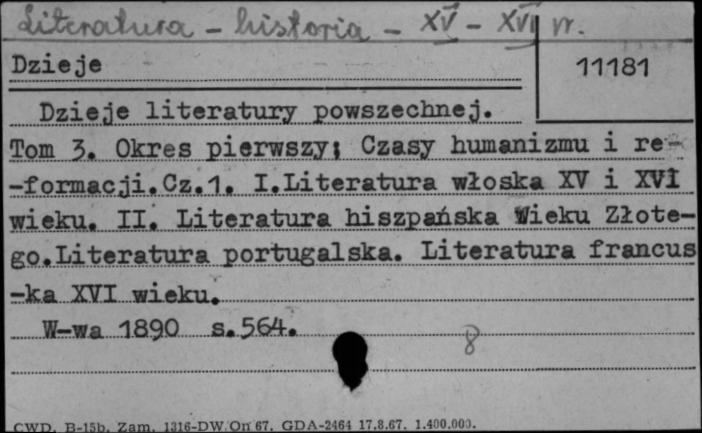 Literatura - historia - XV - XVI w.
Dzieje
11181
Dzieje literatury powszechnej.
Tom 3. Okres pierwszy; Czasy humanizmu i re-
-formacji.Cz.1. I.Literatura włoska XV i XVI
wieku. II. Literatura hiszpańska Wieku Złote-
go.Literatura portugalska. Literatura francus
-ka XVI wieku.
W-wa 1890 s.564.
8
CWD. B-15b. Zam. 1316-DW/On 67. GDA-2464 17.8.67. 1.400.000.